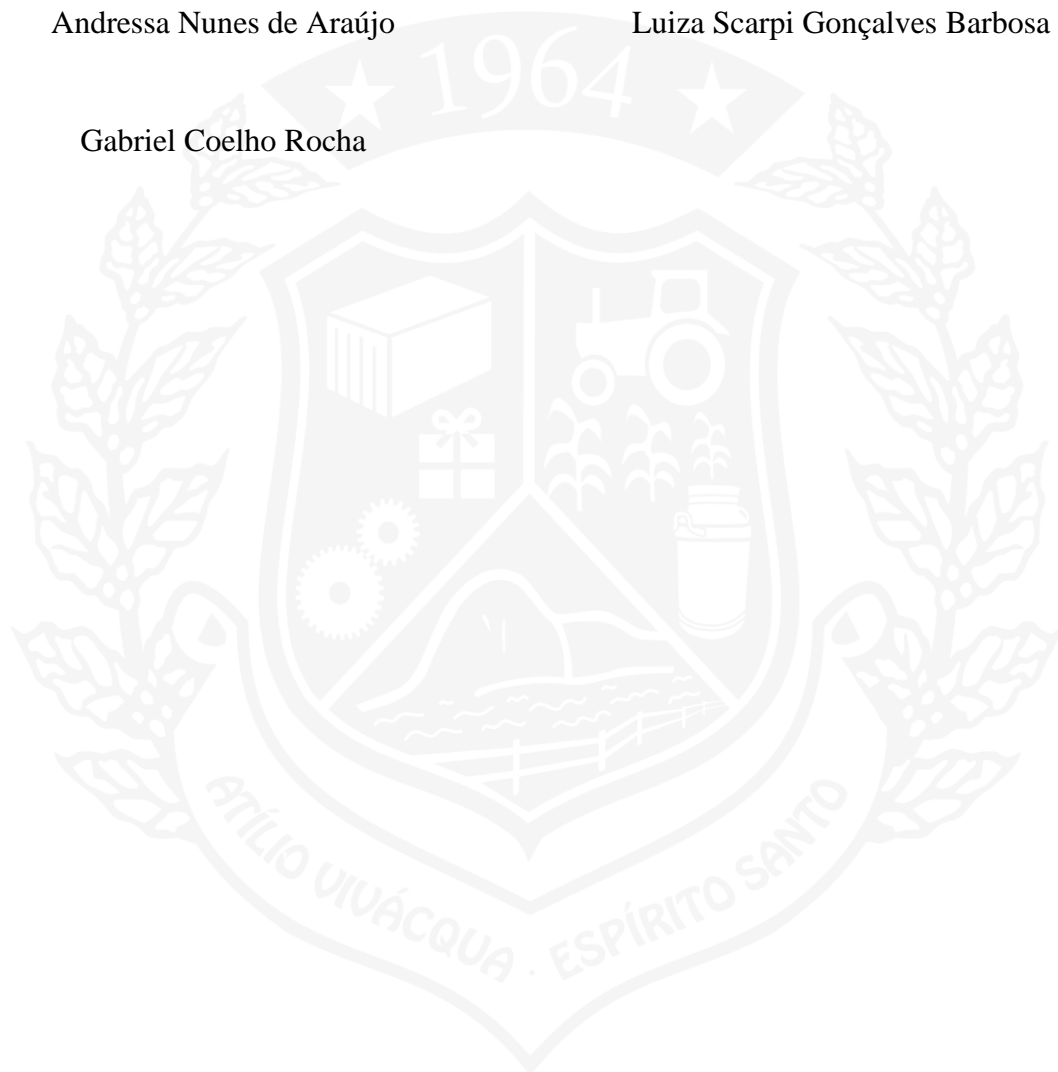 Andressa Nunes de Araújo Luiza Scarpi Gonçalves Barbosa
1964
Gabriel Coelho Rocha
ATÍLIO VIVÁCQUA · ESPÍRITO SANTO